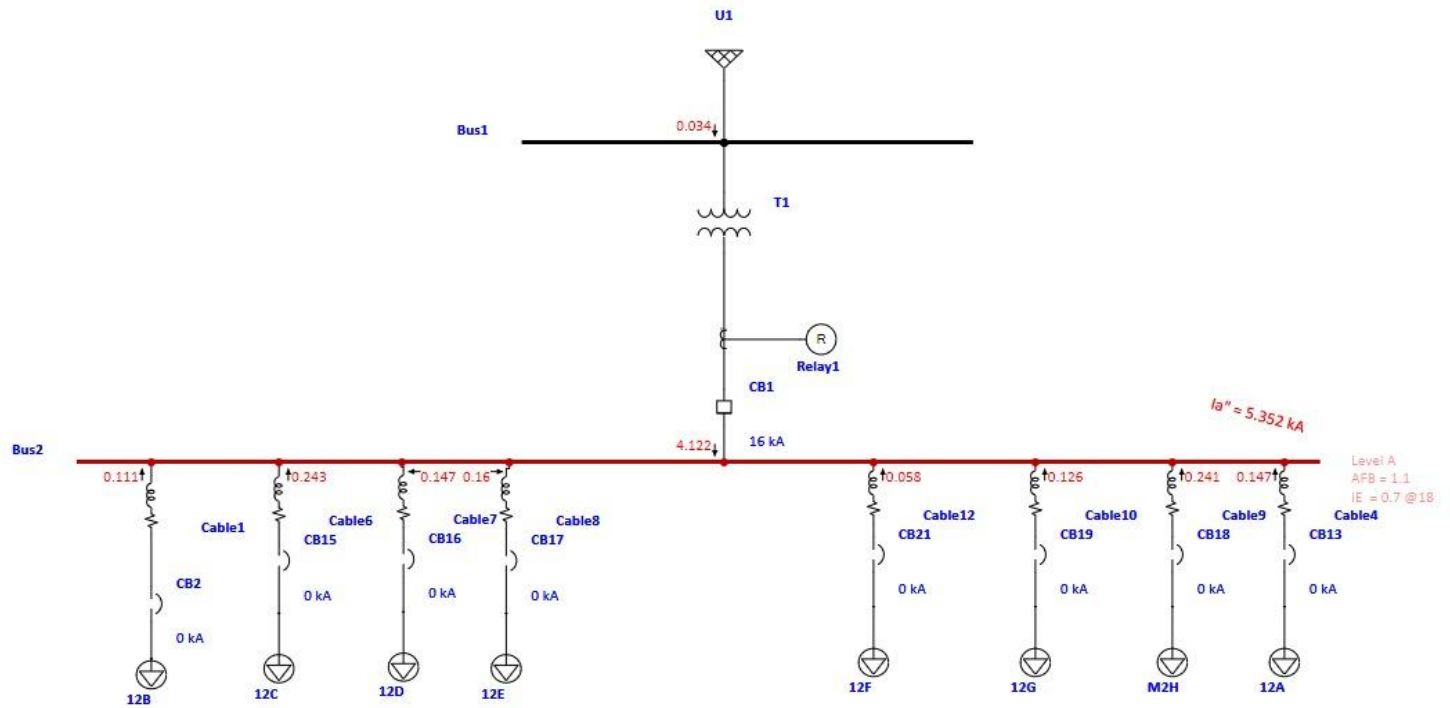 U1
0.034
Bus1
T1
R
Relay1
CB1
Ia" = 5.352 kA
4.122
16 kA
Bus2
0.111
0.243
0.147
0.16
0.058
0.126
0.241
0.147
Level A
AFB = 1.1
IE = 0.7 @18
Cable1
Cable6
Cable7
Cable8
Cable12
Cable10
Cable9
Cable4
CB15
CB16
CB17
CB21
CB19
CB18
CB13
CB2
0 kA
0 kA
0 kA
0 kA
0 kA
0 kA
0 kA
0 kA
12B
12C
12D
12E
12F
12G
M2H
12A